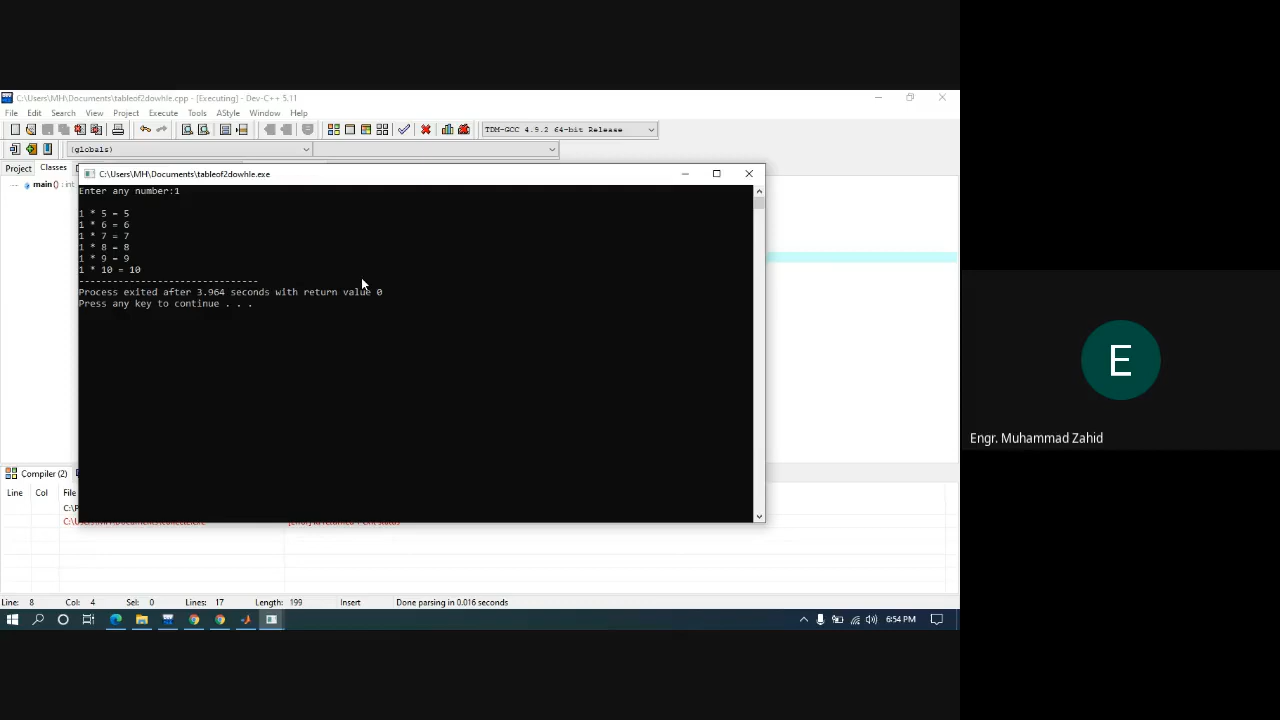 C:\Users\MH\Documents\tableof2dowhle.cpp - [Executing] - Dev-C++ 5.11
File Edit Search View Project Execute Tools AStyle Window Help
TDM-GCC 4.9.2 64-bit Release
(globals)
Project Classes
main() : int
C:\Users\MH\Documents\tableof2dowhle.exe
Enter any number:1
1 * 5 = 5
1 * 6 = 6
1 * 7 = 7
1 * 8 = 8
1 * 9 = 9
1 * 10 = 10
--------------------------------
Process exited after 3.964 seconds with return value 0
Press any key to continue . . .
Compiler (2)
Line Col File
Line: 8 Col: 4 Sel: 0 Lines: 17 Length: 199 Insert Done parsing in 0.016 seconds
6:54 PM
E
Engr. Muhammad Zahid